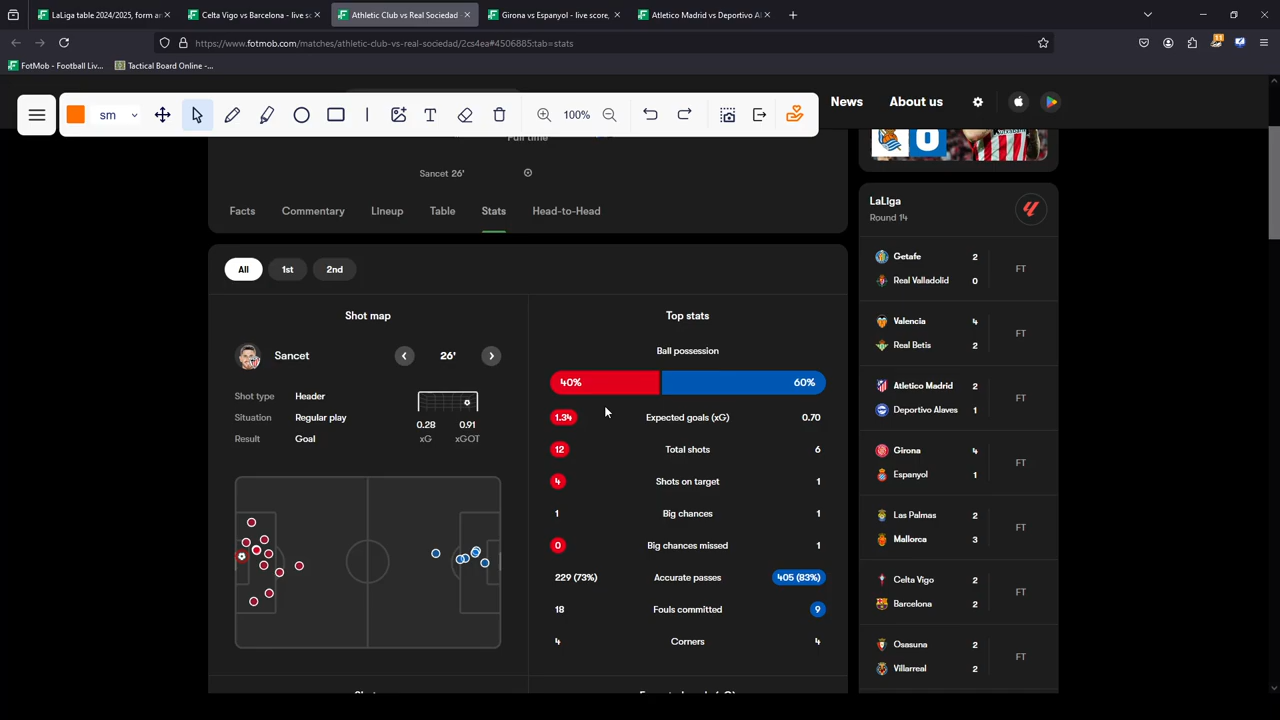 LaLiga table 2024/2025, form an
Celta Vigo vs Barcelona - live sc
Athletic Club vs Real Sociedad
Girona vs Espanyol - live score,
Atletico Madrid vs Deportivo Al
https://www.fotmob.com/matches/athletic-club-vs-real-sociedad/2cs4ea#4506885:tab=stats
FotMob - Football Liv...
Tactical Board Online -...
sm
100%
News
About us
Full time
Sancet 26'
Facts
Commentary
Lineup
Table
Stats
Head-to-Head
All
1st
2nd
Shot map
Sancet
26'
Shot type Header
Situation Regular play
Result Goal
0.28 0.91
xG xGOT
Top stats
Ball possession
40% 60%
1.34 Expected goals (xG) 0.70
12 Total shots 6
4 Shots on target 1
1 Big chances 1
0 Big chances missed 1
229 (73%) Accurate passes 405 (83%)
18 Fouls committed 9
4 Corners 4
LaLiga
Round 14
Getafe 2
Real Valladolid 0
FT
Valencia 4
Real Betis 2
FT
Atletico Madrid 2
Deportivo Alaves 1
FT
Girona 4
Espanyol 1
FT
Las Palmas 2
Mallorca 3
FT
Celta Vigo 2
Barcelona 2
FT
Osasuna 2
Villarreal 2
FT